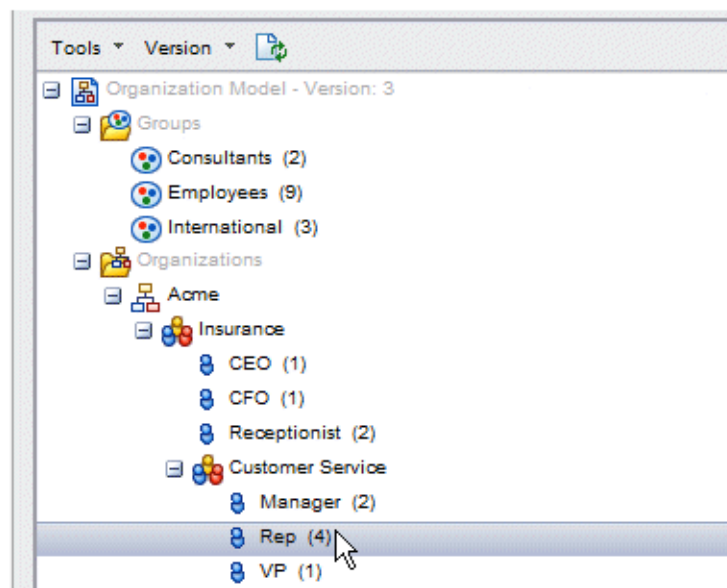 Tools Version
Organization Model - Version: 3
Groups
Consultants (2)
Employees (9)
International (3)
Organizations
Acme
Insurance
CEO (1)
CFO (1)
Receptionist (2)
Customer Service
Manager (2)
Rep (4)
VP (1)